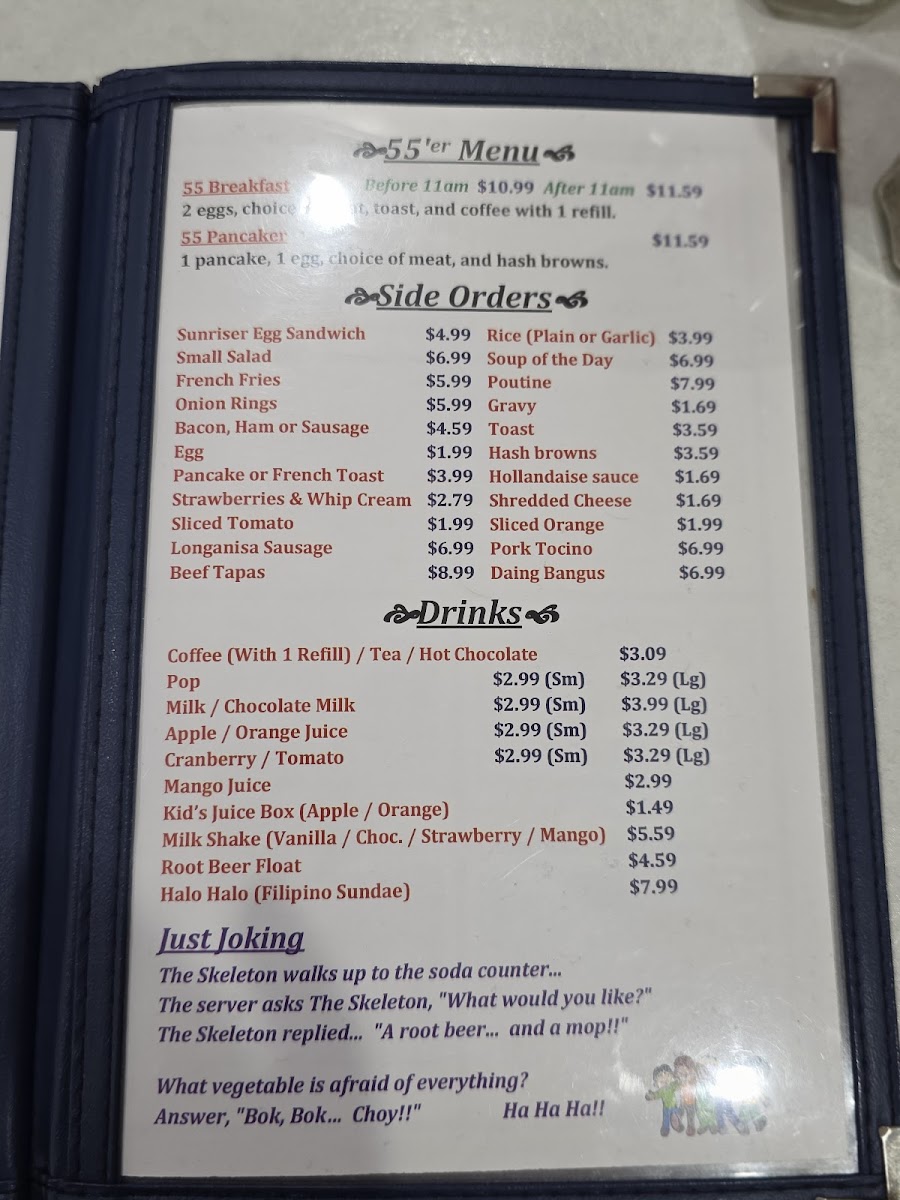 55'er Menu
55 Breakfast Before 11am $10.99 After 11am $11.59
2 eggs, choice toast, and coffee with 1 refill.
55 Pancaker $11.59
1 pancake, 1 egg, choice of meat, and hash browns.
Side Orders
Sunriser Egg Sandwich $4.99 Rice (Plain or Garlic) $3.99
Small Salad $6.99 Soup of the Day $6.99
French Fries $5.99 Poutine $7.99
Onion Rings $5.99 Gravy $1.69
Bacon, Ham or Sausage $4.59 Toast $3.59
Egg $1.99 Hash browns $3.59
Pancake or French Toast $3.99 Hollandaise sauce $1.69
Strawberries & Whip Cream $2.79 Shredded Cheese $1.69
Sliced Tomato $1.99 Sliced Orange $1.99
Longanisa Sausage $6.99 Pork Tocino $6.99
Beef Tapas $8.99 Daing Bangus $6.99
Drinks
Coffee (With 1 Refill) / Tea / Hot Chocolate $3.09
Pop $2.99 (Sm) $3.29 (Lg)
Milk / Chocolate Milk $2.99 (Sm) $3.99 (Lg)
Apple / Orange Juice $2.99 (Sm) $3.29 (Lg)
Cranberry / Tomato $2.99 (Sm) $3.29 (Lg)
Mango Juice $2.99
Kid's Juice Box (Apple / Orange) $1.49
Milk Shake (Vanilla / Choc. / Strawberry / Mango) $5.59
Root Beer Float $4.59
Halo Halo (Filipino Sundae) $7.99
Just Joking
The Skeleton walks up to the soda counter...
The server asks The Skeleton, "What would you like?"
The Skeleton replied... "A root beer... and a mop!!"
What vegetable is afraid of everything?
Answer, "Bok, Bok... Choy!!" Ha Ha Ha!!